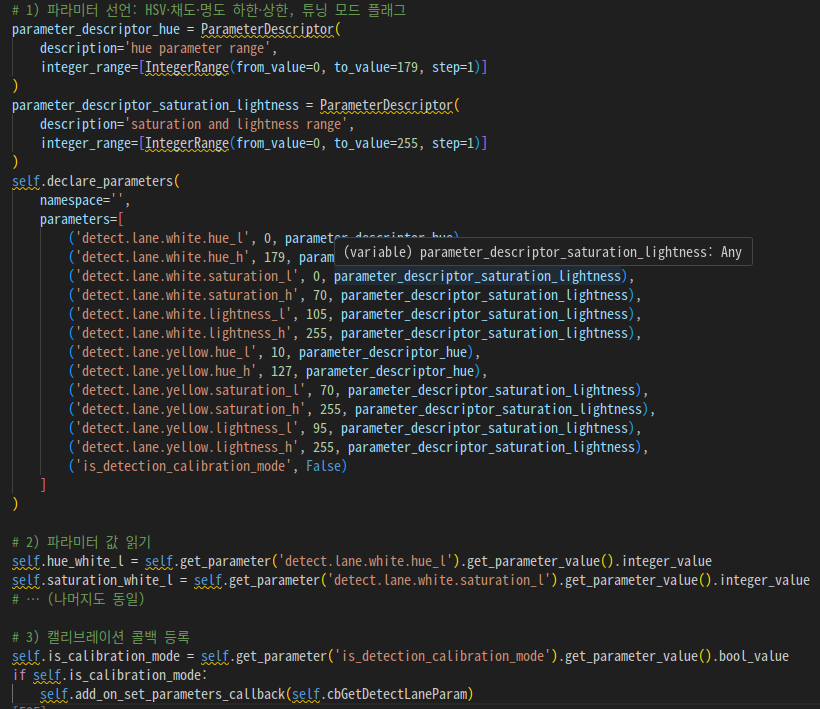 # 1) 파라미터 선언: HSV·채도·명도 하한·상한, 튜닝 모드 플래그
parameter_descriptor_hue = ParameterDescriptor(
    description='hue parameter range',
    integer_range=[IntegerRange(from_value=0, to_value=179, step=1)]
)
parameter_descriptor_saturation_lightness = ParameterDescriptor(
    description='saturation and lightness range',
    integer_range=[IntegerRange(from_value=0, to_value=255, step=1)]
)
self.declare_parameters(
    namespace='',
    parameters=[
        ('detect.lane.white.hue_l', 0, parameter_descriptor_hue),
(variable) parameter_descriptor_saturation_lightness: Any
        ('detect.lane.white.hue_h', 179, param
        ('detect.lane.white.saturation_l', 0, parameter_descriptor_saturation_lightness),
        ('detect.lane.white.saturation_h', 70, parameter_descriptor_saturation_lightness),
        ('detect.lane.white.lightness_l', 105, parameter_descriptor_saturation_lightness),
        ('detect.lane.white.lightness_h', 255, parameter_descriptor_saturation_lightness),
        ('detect.lane.yellow.hue_l', 10, parameter_descriptor_hue),
        ('detect.lane.yellow.hue_h', 127, parameter_descriptor_hue),
        ('detect.lane.yellow.saturation_l', 70, parameter_descriptor_saturation_lightness),
        ('detect.lane.yellow.saturation_h', 255, parameter_descriptor_saturation_lightness),
        ('detect.lane.yellow.lightness_l', 95, parameter_descriptor_saturation_lightness),
        ('detect.lane.yellow.lightness_h', 255, parameter_descriptor_saturation_lightness),
        ('is_detection_calibration_mode', False)
    ]
)
# 2) 파라미터 값 읽기
self.hue_white_l = self.get_parameter('detect.lane.white.hue_l').get_parameter_value().integer_value
self.saturation_white_l = self.get_parameter('detect.lane.white.saturation_l').get_parameter_value().integer_value
# … (나머지도 동일)
# 3) 캘리브레이션 콜백 등록
self.is_calibration_mode = self.get_parameter('is_detection_calibration_mode').get_parameter_value().bool_value
if self.is_calibration_mode:
    self.add_on_set_parameters_callback(self.cbGetDetectLaneParam)